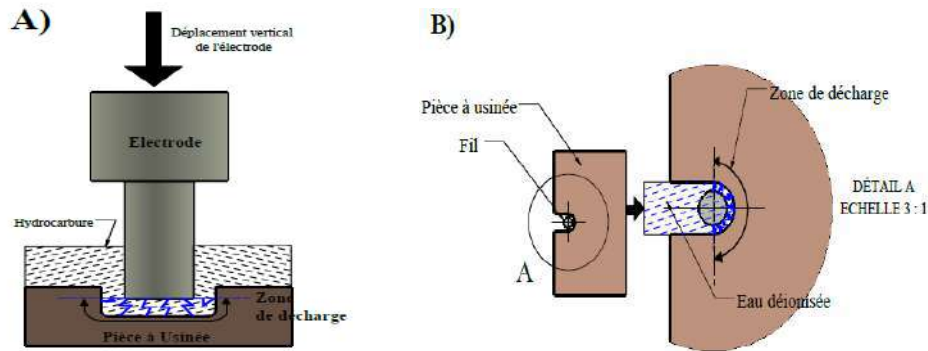 A)
Déplacement vertical
de l'électrode
Electrode
Hydrocarbure
Zone
de décharge
Pièce à Usinée
B)
Zone de décharge
Pièce à usinée
Fil
DÉTAIL A
ECHELLE 3 : 1
A
Eau déionisée